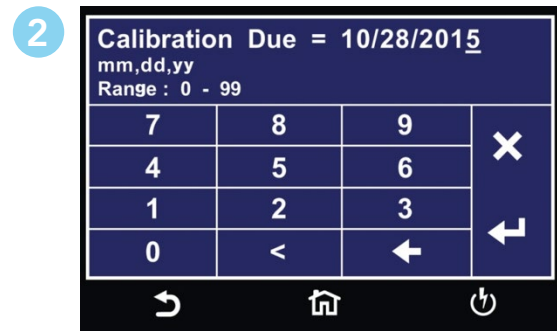 2
Calibration Due = 10/28/2015
mm,dd,yy
Range : 0 - 99
7 8 9
4 5 6
1 2 3
0 <